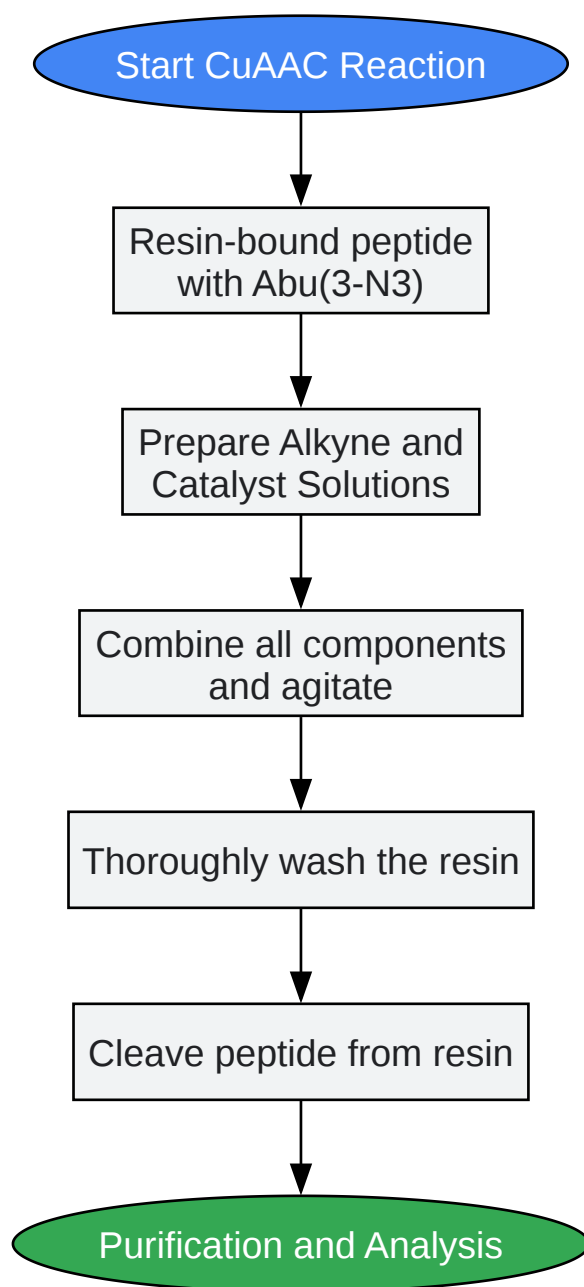 Start CuAAC Reaction
Resin-bound peptide
with Abu(3-N3)
Prepare Alkyne and
Catalyst Solutions
Combine all components
and agitate
Thoroughly wash the resin
Cleave peptide from resin
Purification and Analysis